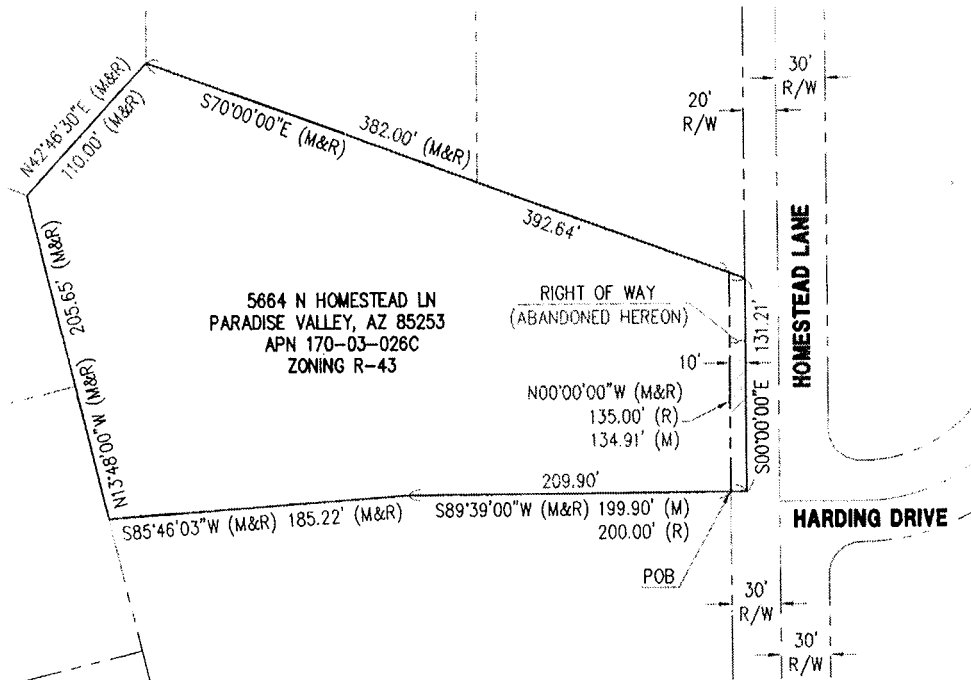 30'
R/W
20'
R/W
N42°46'30"E (M&R)
110.00' (M&R)
S70°00'00"E (M&R)
382.00' (M&R)
392.64'
205.65' (M&R)
N13°48'00"W (M&R)
5664 N HOMESTEAD LN
PARADISE VALLEY, AZ 85253
APN 170-03-026C
ZONING R-43
RIGHT OF WAY
(ABANDONED HEREON)
10'
N00°00'00"W (M&R)
135.00' (R)
134.91' (M)
S00°00'00"E 131.21'
HOMESTEAD LANE
209.90'
S85°46'03"W (M&R) 185.22' (M&R)
S89°39'00"W (M&R) 199.90' (M)
200.00' (R)
HARDING DRIVE
POB
30'
R/W
30'
R/W